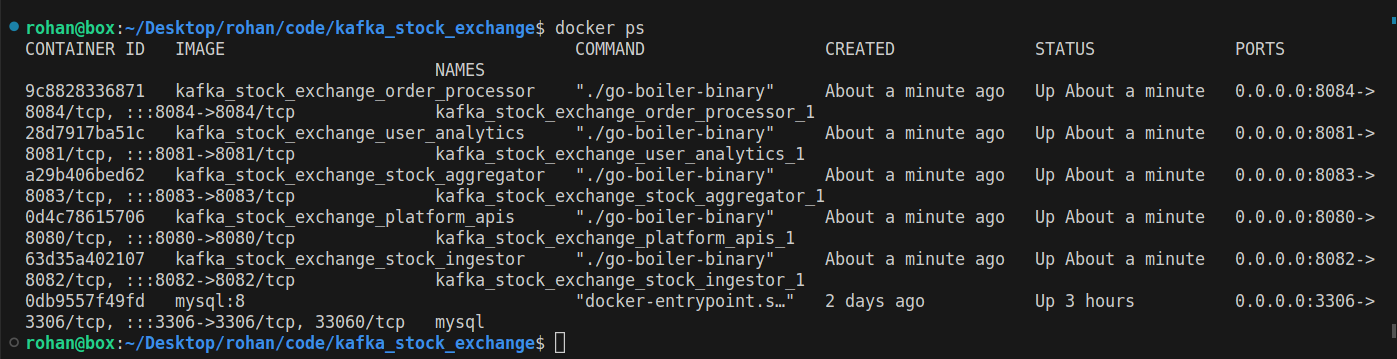 rohan@box:~/Desktop/rohan/code/kafka_stock_exchange$ docker ps
CONTAINER ID   IMAGE                                   COMMAND                  CREATED              STATUS              PORTS
                                         NAMES
9c8828336871   kafka_stock_exchange_order_processor    "./go-boiler-binary"     About a minute ago   Up About a minute   0.0.0.0:8084->
8084/tcp, :::8084->8084/tcp              kafka_stock_exchange_order_processor_1
28d7917ba51c   kafka_stock_exchange_user_analytics     "./go-boiler-binary"     About a minute ago   Up About a minute   0.0.0.0:8081->
8081/tcp, :::8081->8081/tcp              kafka_stock_exchange_user_analytics_1
a29b406bed62   kafka_stock_exchange_stock_aggregator   "./go-boiler-binary"     About a minute ago   Up About a minute   0.0.0.0:8083->
8083/tcp, :::8083->8083/tcp              kafka_stock_exchange_stock_aggregator_1
0d4c78615706   kafka_stock_exchange_platform_apis      "./go-boiler-binary"     About a minute ago   Up About a minute   0.0.0.0:8080->
8080/tcp, :::8080->8080/tcp              kafka_stock_exchange_platform_apis_1
63d35a402107   kafka_stock_exchange_stock_ingestor     "./go-boiler-binary"     About a minute ago   Up About a minute   0.0.0.0:8082->
8082/tcp, :::8082->8082/tcp              kafka_stock_exchange_stock_ingestor_1
0db9557f49fd   mysql:8                                 "docker-entrypoint.s…"   2 days ago           Up 3 hours          0.0.0.0:3306->
3306/tcp, :::3306->3306/tcp, 33060/tcp   mysql
rohan@box:~/Desktop/rohan/code/kafka_stock_exchange$